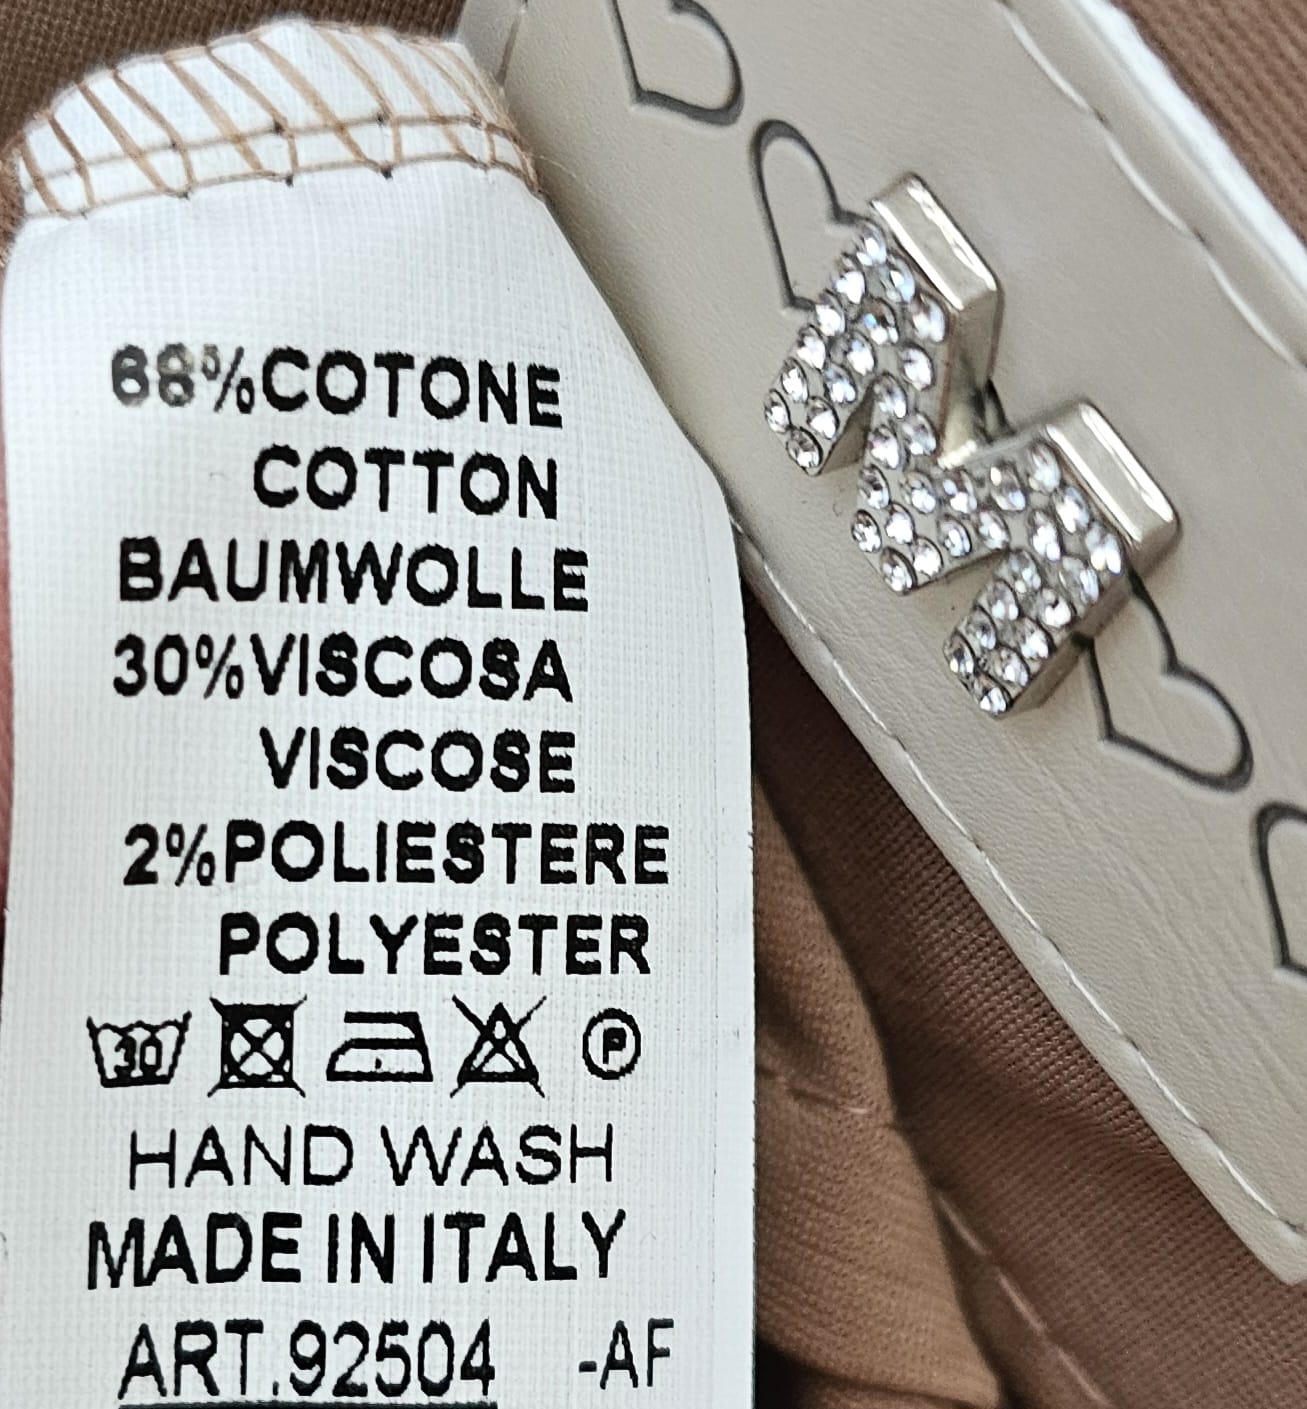 68%COTONE
COTTON
BAUMWOLLE
30%VISCOSA
VISCOSE
2%POLIESTERE
POLYESTER
30 P
HAND WASH
MADE IN ITALY
ART.92504 -AF
M